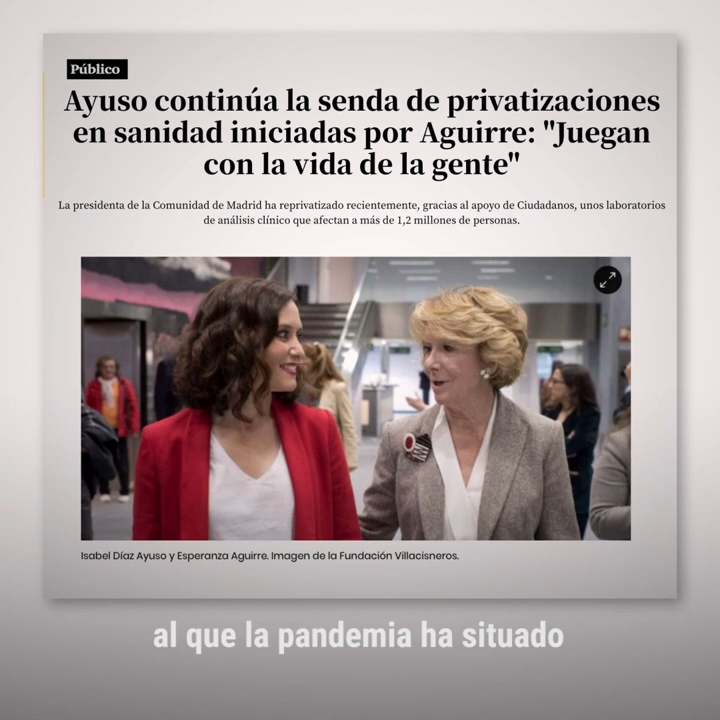 Público
Ayuso continúa la senda de privatizaciones
en sanidad iniciadas por Aguirre: "Juegan
con la vida de la gente"
La presidenta de la Comunidad de Madrid ha reprivatizado recientemente, gracias al apoyo de Ciudadanos, unos laboratorios
de análisis clínico que afectan a más de 1,2 millones de personas.
Isabel Díaz Ayuso y Esperanza Aguirre. Imagen de la Fundación Villacisneros.
al que la pandemia ha situado